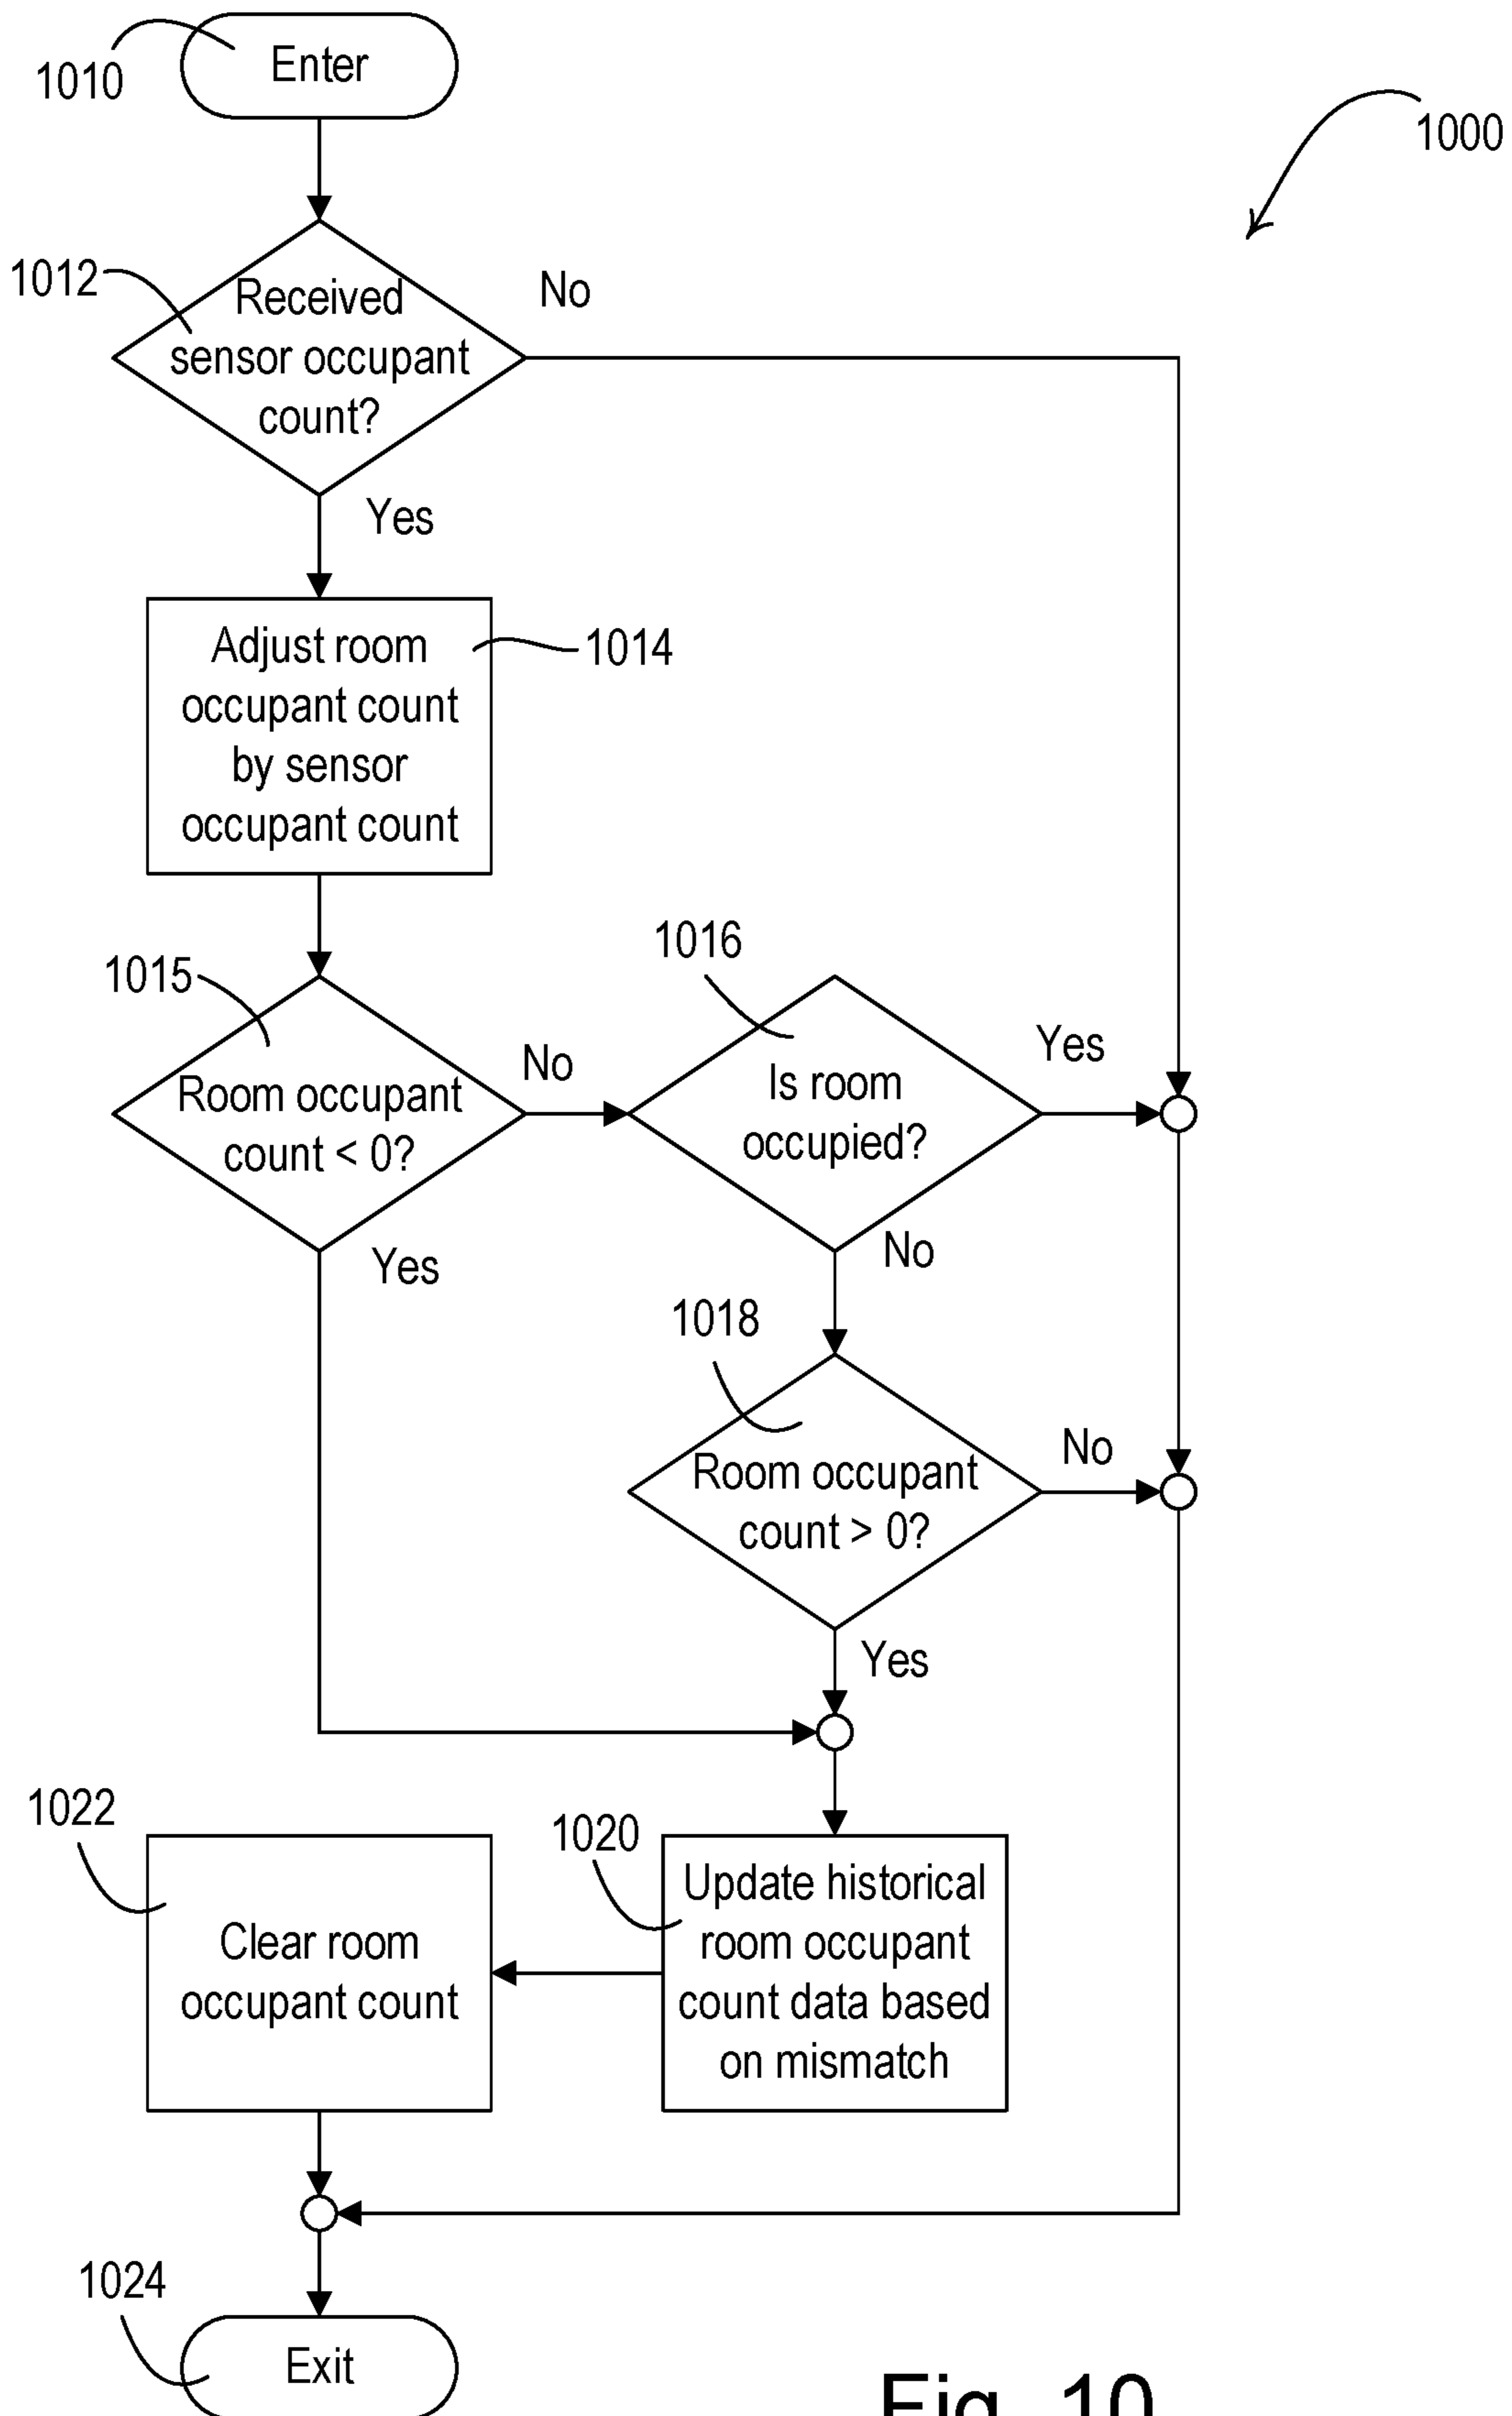 Enter
1010
1000
1012
Received
sensor occupant
count?
No
Yes
Adjust room
occupant count
by sensor
occupant count
1014
1015
Room occupant
count < 0?
No
Yes
1016
Is room
occupied?
Yes
No
1018
Room occupant
count > 0?
No
Yes
1022
Clear room
occupant count
1020
Update historical
room occupant
count data based
on mismatch
1024
Exit
Fig. 10